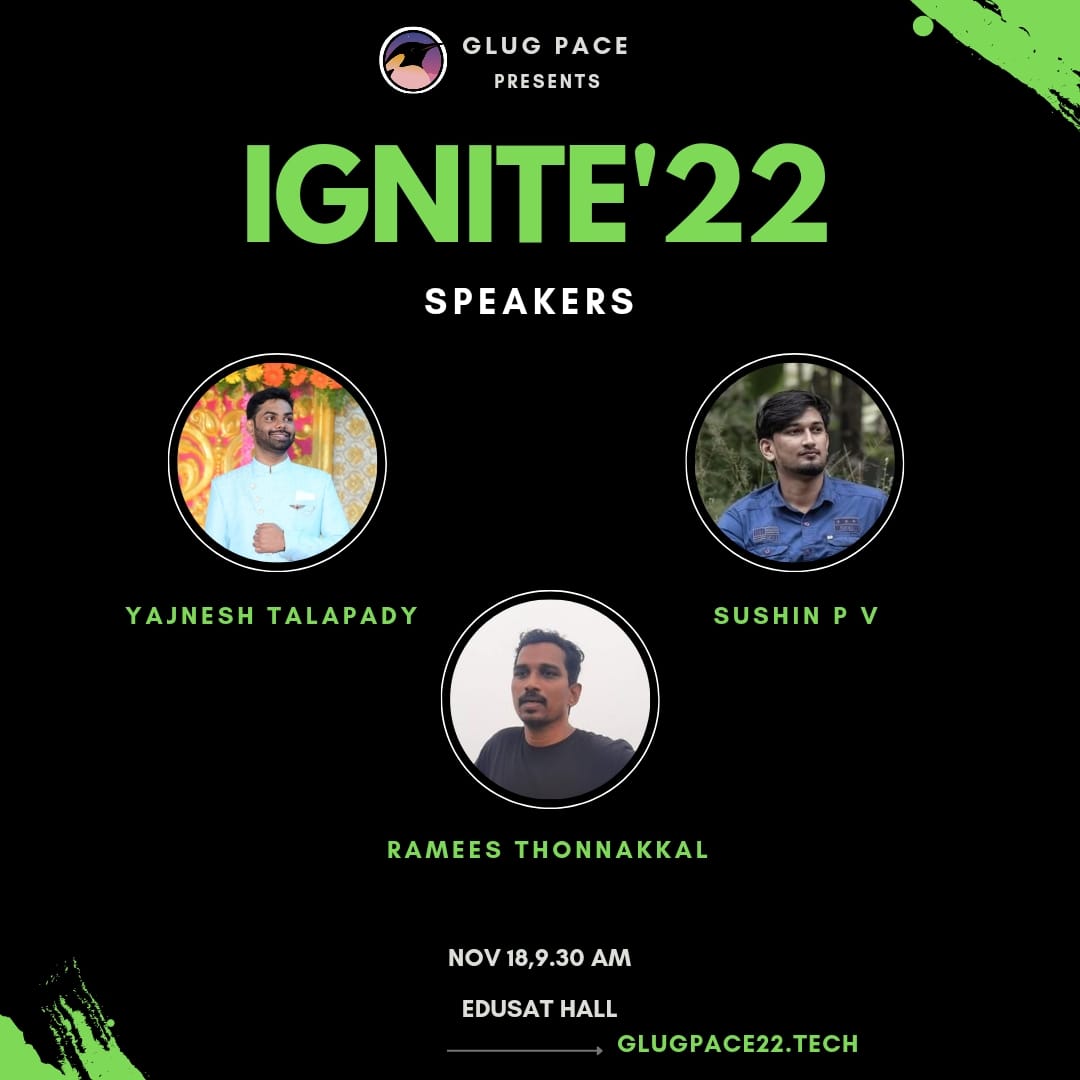 GLUG PACE
PRESENTS
IGNITE'22
SPEAKERS
YAJNESH TALAPADY
SUSHIN P V
RAMEES THONNAKKAL
NOV 18,9.30 AM
EDUSAT HALL
GLUGPACE22.TECH